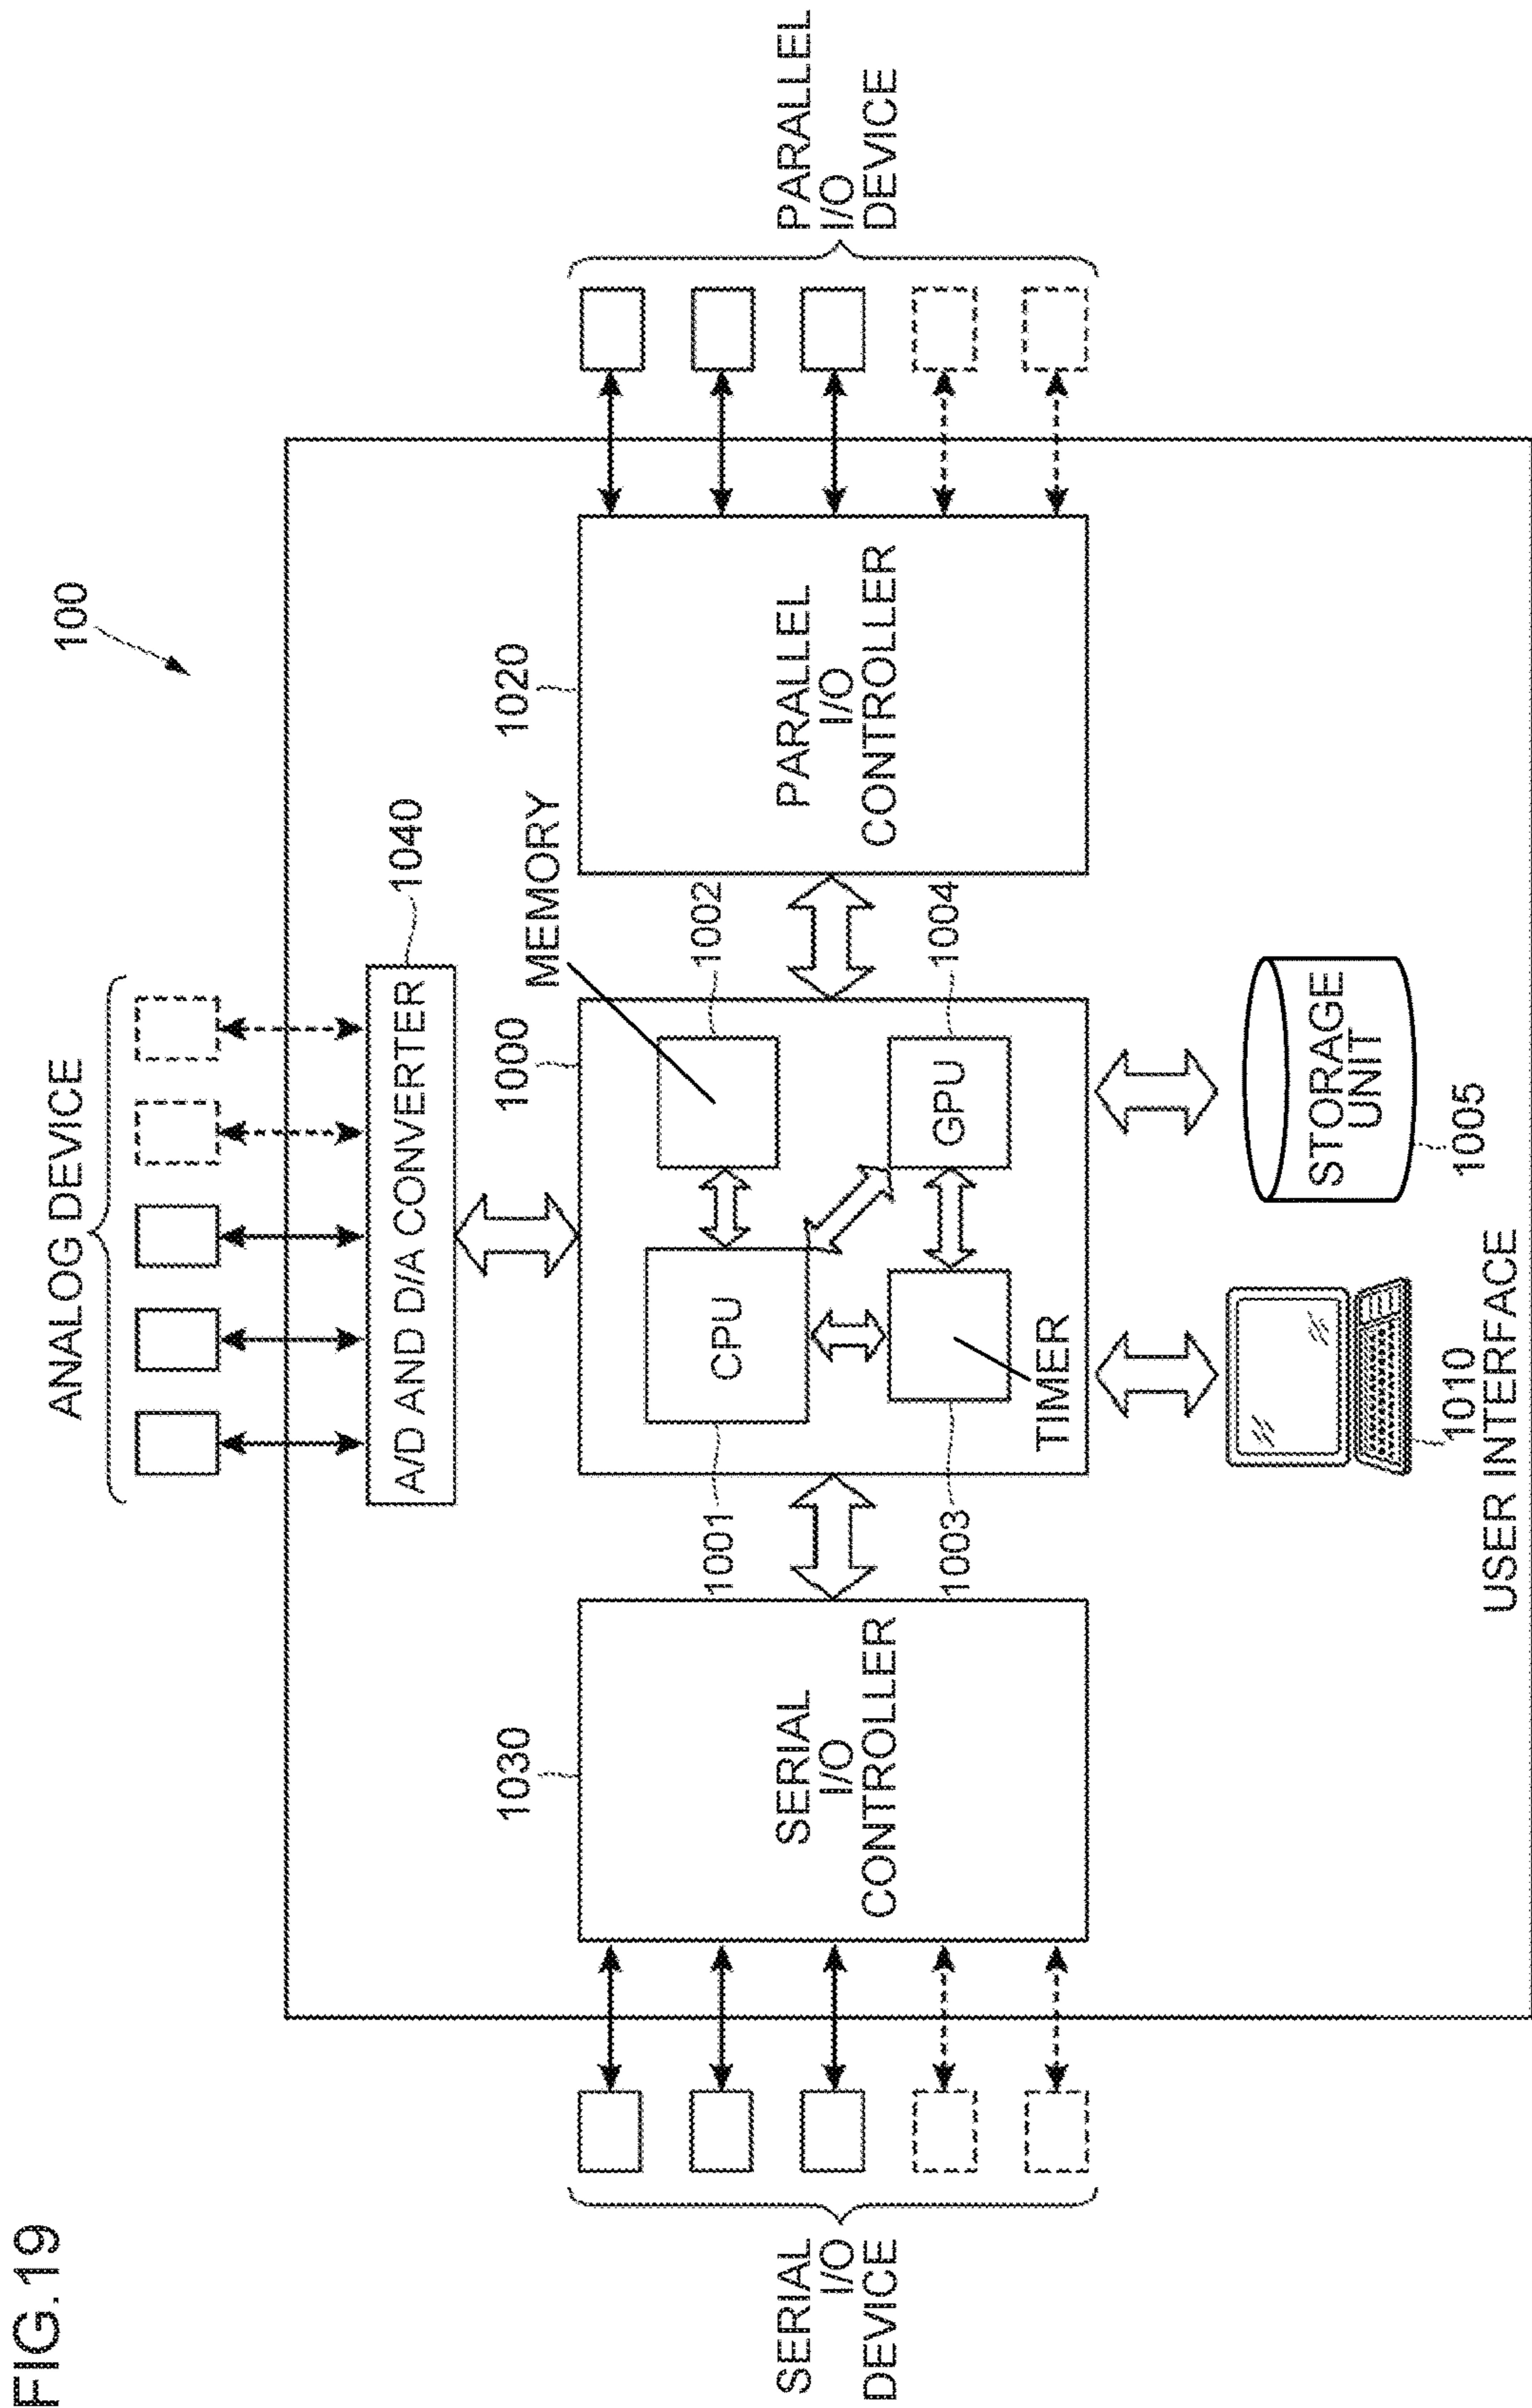 FIG. 19
100
ANALOG DEVICE
A/D AND D/A CONVERTER
1040
1030
1000
MEMORY
1020
SERIAL
I/O
DEVICE
SERIAL
I/O
CONTROLLER
1001
CPU
1002
1003
TIMER
GPU
1004
PARALLEL
I/O
CONTROLLER
PARALLEL
I/O
DEVICE
1010
USER INTERFACE
STORAGE
UNIT
1005